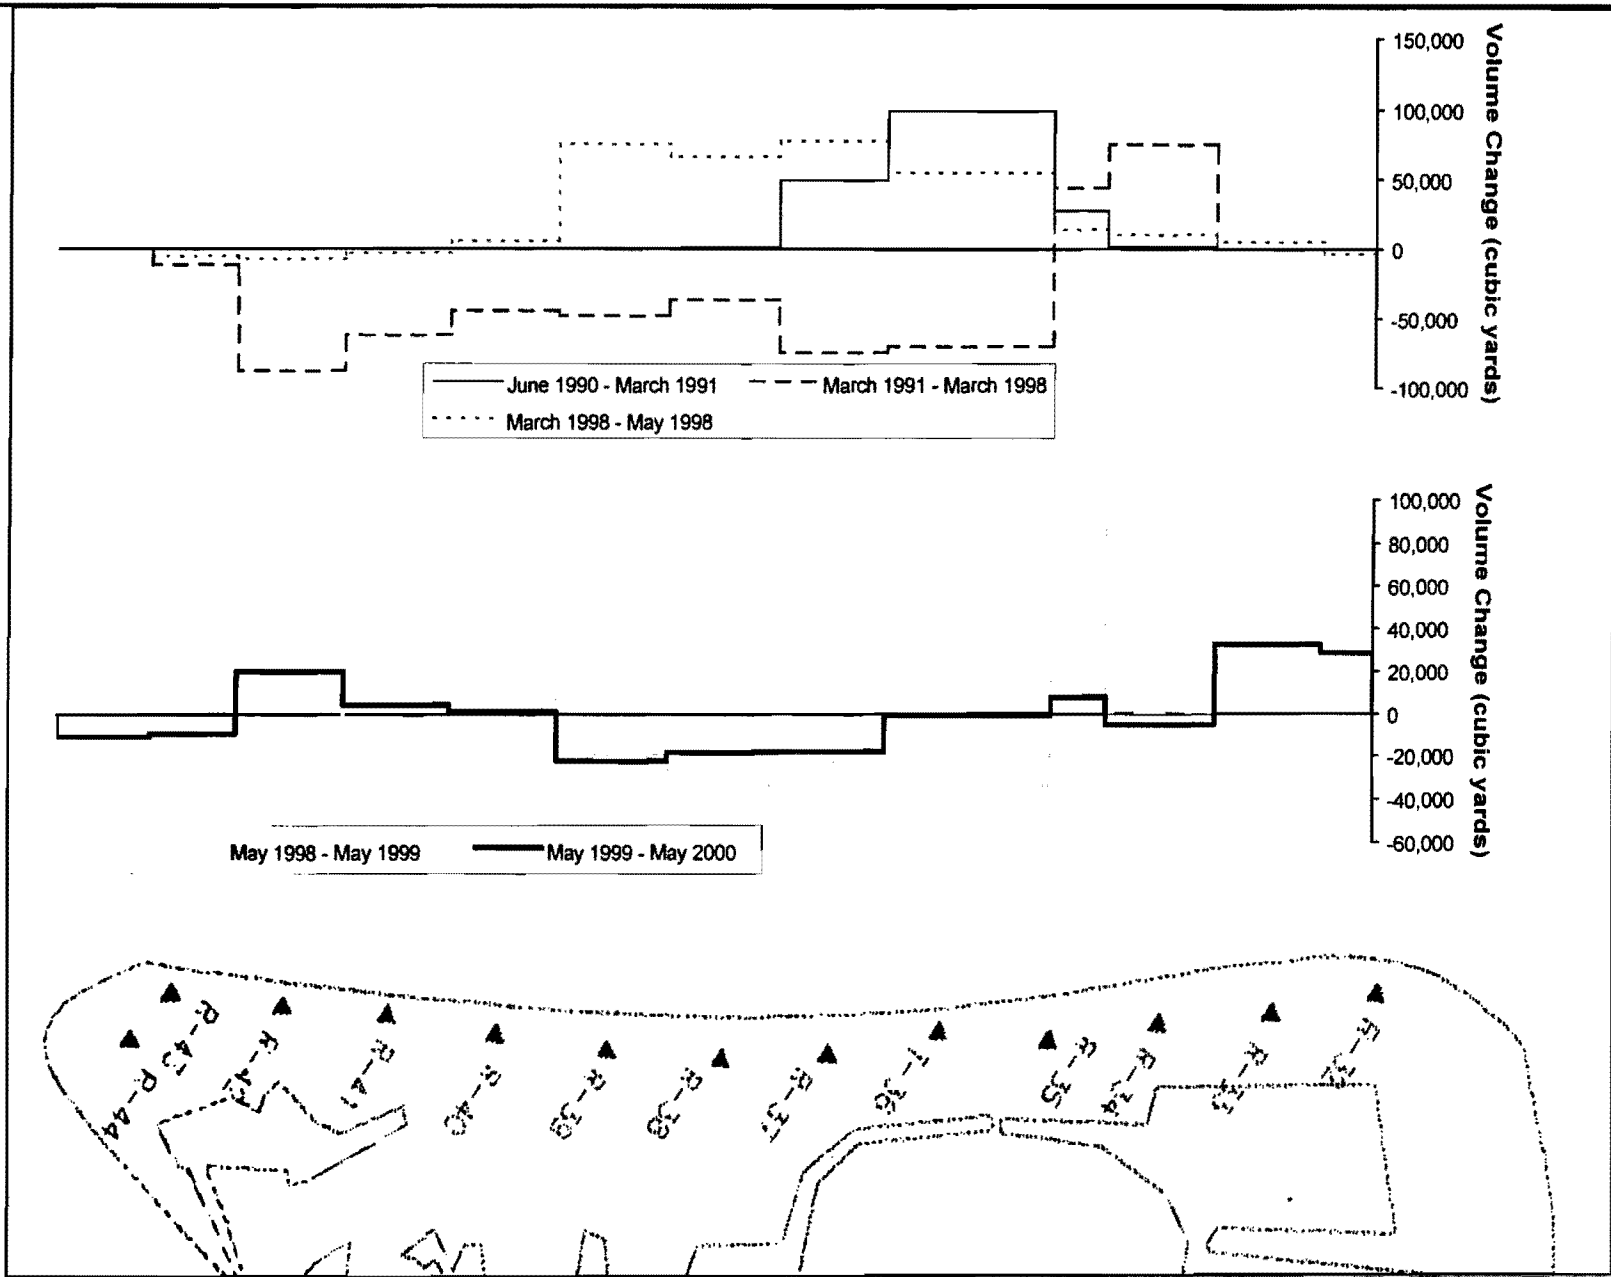 150,000
100,000
50,000
0
-50,000
-100,000
Volume Change (cubic yards)
June 1990 - March 1991
March 1991 - March 1998
March 1998 - May 1998
100,000
80,000
60,000
40,000
20,000
0
-20,000
-40,000
-60,000
Volume Change (cubic yards)
May 1998 - May 1999
May 1999 - May 2000
R-44
R-43
R-42
R-41
R-40
R-39
R-38
R-37
T-36
R-35
R-34
R-33
R-32